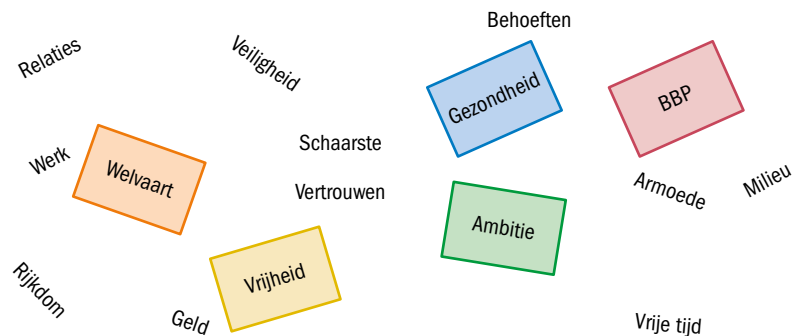 Behoeften
Relaties
Veiligheid
Gezondheid
BBP
Schaarste
Werk
Welvaart
Vertrouwen
Armoede
Milieu
Ambitie
Vrijheid
Rijkdom
Geld
Vrije tijd